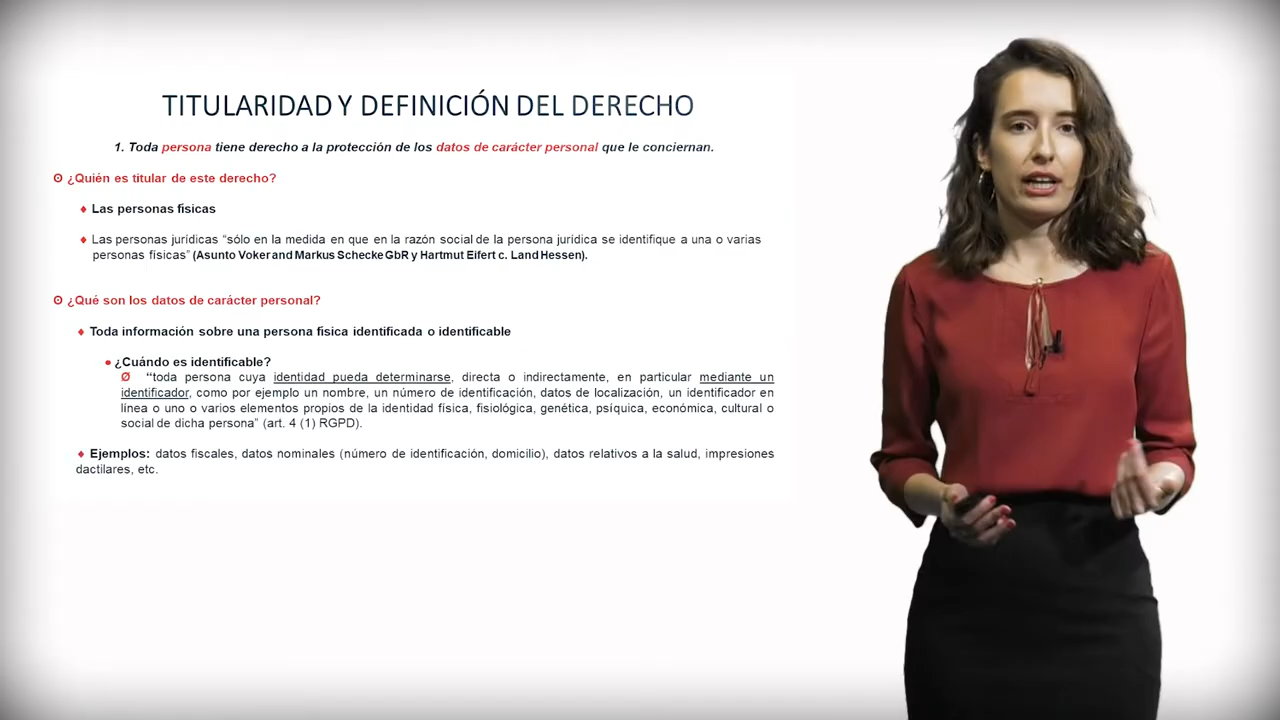 TITULARIDAD Y DEFINICIÓN DEL DERECHO
1. Toda persona tiene derecho a la protección de los datos de carácter personal que le conciernan.
¿Quién es titular de este derecho?
Las personas físicas
Las personas jurídicas “sólo en la medida en que en la razón social de la persona jurídica se identifique a una o varias
personas físicas” (Asunto Voker and Markus Schecke GbR y Hartmut Eifert c. Land Hessen).
¿Qué son los datos de carácter personal?
Toda información sobre una persona física identificada o identificable
¿Cuándo es identificable?
Ø “toda persona cuya identidad pueda determinarse, directa o indirectamente, en particular mediante un
identificador, como por ejemplo un nombre, un número de identificación, datos de localización, un identificador en
línea o uno o varios elementos propios de la identidad física, fisiológica, genética, psíquica, económica, cultural o
social de dicha persona” (art. 4 (1) RGPD).
Ejemplos: datos fiscales, datos nominales (número de identificación, domicilio), datos relativos a la salud, impresiones
dactilares, etc.